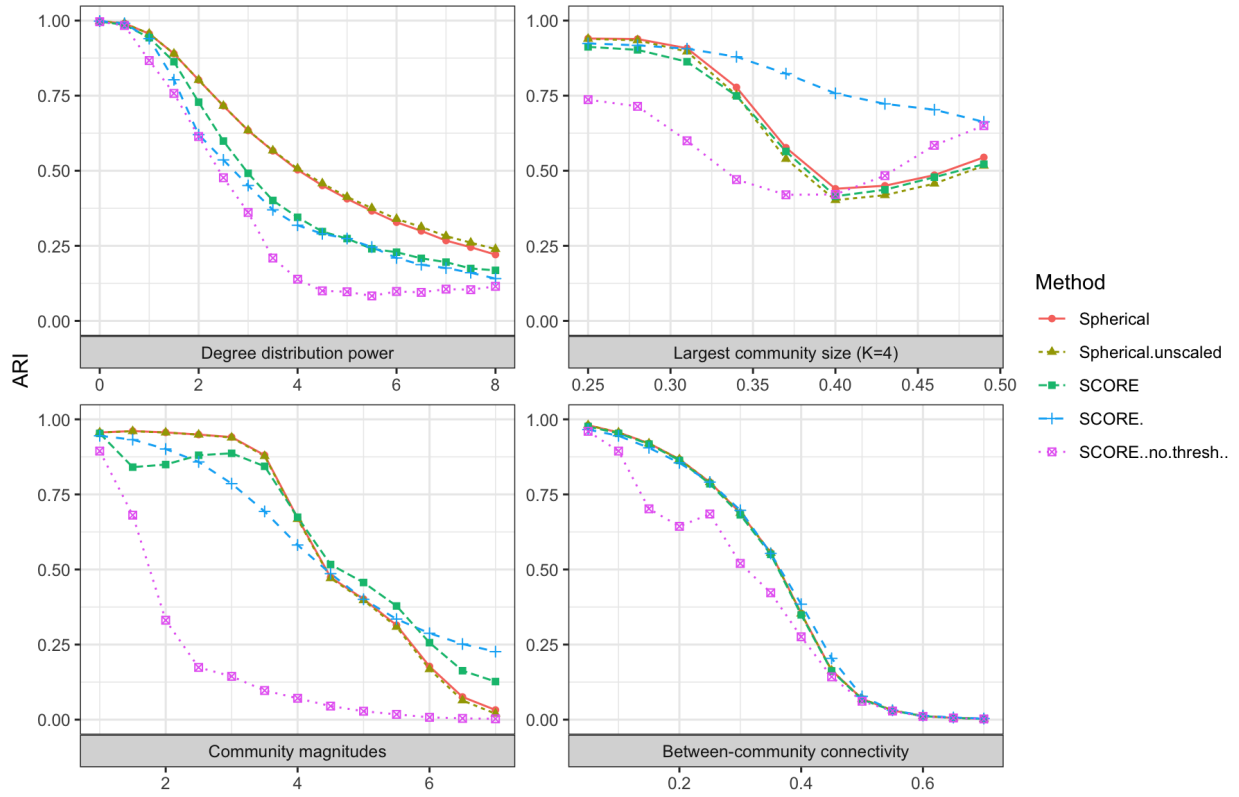 1.00
0.75
0.50
0.25
0.00
Degree distribution power
0 2 4 6 8
1.00
0.75
0.50
0.25
0.00
Largest community size (K=4)
0.25 0.30 0.35 0.40 0.45 0.50
ARI
1.00
0.75
0.50
0.25
0.00
Community magnitudes
2 4 6
1.00
0.75
0.50
0.25
0.00
Between-community connectivity
0.2 0.4 0.6
Method
Spherical
Spherical.unscaled
SCORE
SCORE.
SCORE..no.thresh..